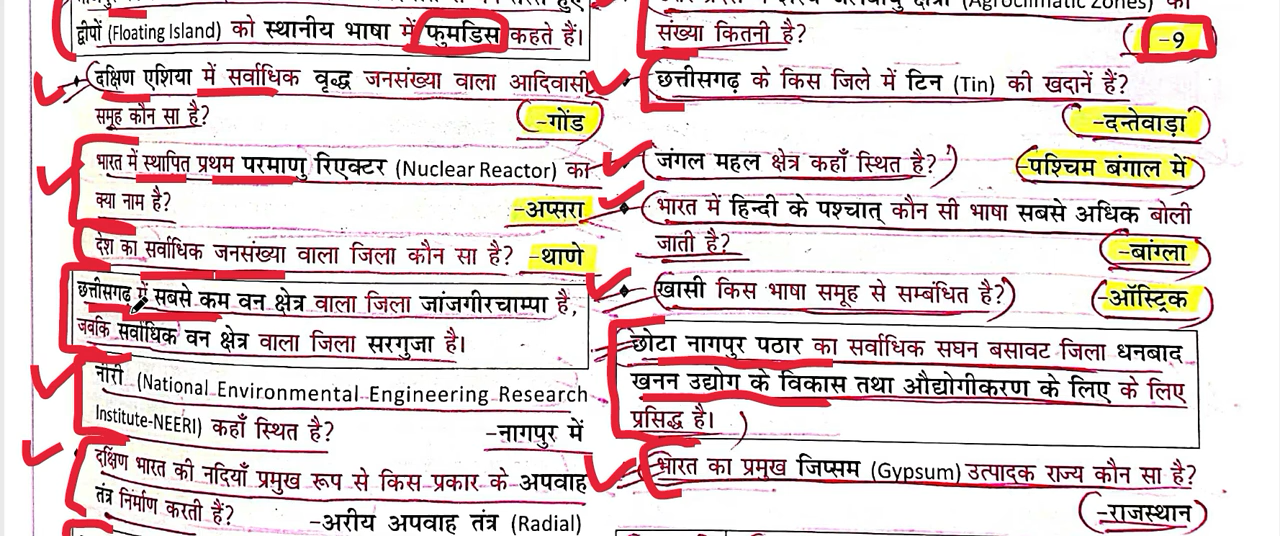 द्वीपों (Floating Island) को स्थानीय भाषा में फुमडिस कहते हैं।
दक्षिण एशिया में सर्वाधिक वृद्ध जनसंख्या वाला आदिवासी
समूह कौन सा है? -गोंड
भारत में स्थापित प्रथम परमाणु रिएक्टर (Nuclear Reactor) का
क्या नाम है? -अप्सरा
देश का सर्वाधिक जनसंख्या वाला जिला कौन सा है? -थाणे
छत्तीसगढ़ में सबसे कम वन क्षेत्र वाला जिला जांजगीरचाम्पा है,
जबकि सर्वाधिक वन क्षेत्र वाला जिला सरगुजा है।
नीरी (National Environmental Engineering Research
Institute-NEERI) कहाँ स्थित है? -नागपुर में
दक्षिण भारत की नदियाँ प्रमुख रूप से किस प्रकार के अपवाह
तंत्र निर्माण करती हैं? -अरीय अपवाह तंत्र (Radial)
(Agroclimatic Zones) की
संख्या कितनी है? -9
छत्तीसगढ़ के किस जिले में टिन (Tin) की खदानें हैं?
-दन्तेवाड़ा
जंगल महल क्षेत्र कहाँ स्थित है? पश्चिम बंगाल में
भारत में हिन्दी के पश्चात् कौन सी भाषा सबसे अधिक बोली
जाती है? -बांग्ला
खासी किस भाषा समूह से सम्बंधित है? -ऑस्ट्रिक
छोटा नागपुर पठार का सर्वाधिक सघन बसावट जिला धनबाद
खनन उद्योग के विकास तथा औद्योगीकरण के लिए के लिए
प्रसिद्ध है।
भारत का प्रमुख जिप्सम (Gypsum) उत्पादक राज्य कौन सा है?
-राजस्थान